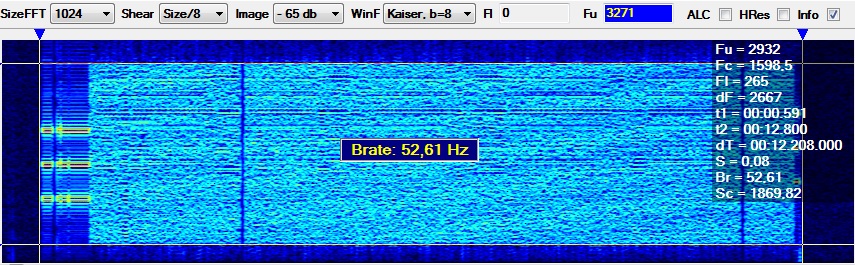 SizeFFT 1024 Shear Size/8 Image - 65 db WinF Kaiser, b=8 Fl 0 Fu 3271 ALC HRes Info
Fu = 2932
Fc = 1598,5
Fl = 265
dF = 2667
t1 = 00:00.591
t2 = 00:12.800
dT = 00:12.208.000
S = 0,08
Br = 52,61
Sc = 1869,82
Brate: 52,61 Hz